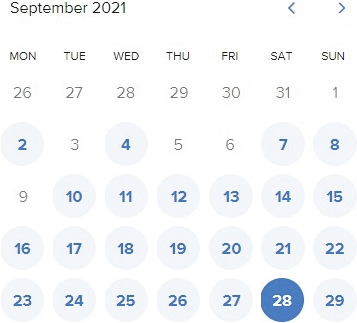 September 2021
MON TUE WED THU FRI SAT SUN
26 27 28 29 30 31 1
2 3 4 5 6 7 8
9 10 11 12 13 14 15
16 17 18 19 20 21 22
23 24 25 26 27 28 29